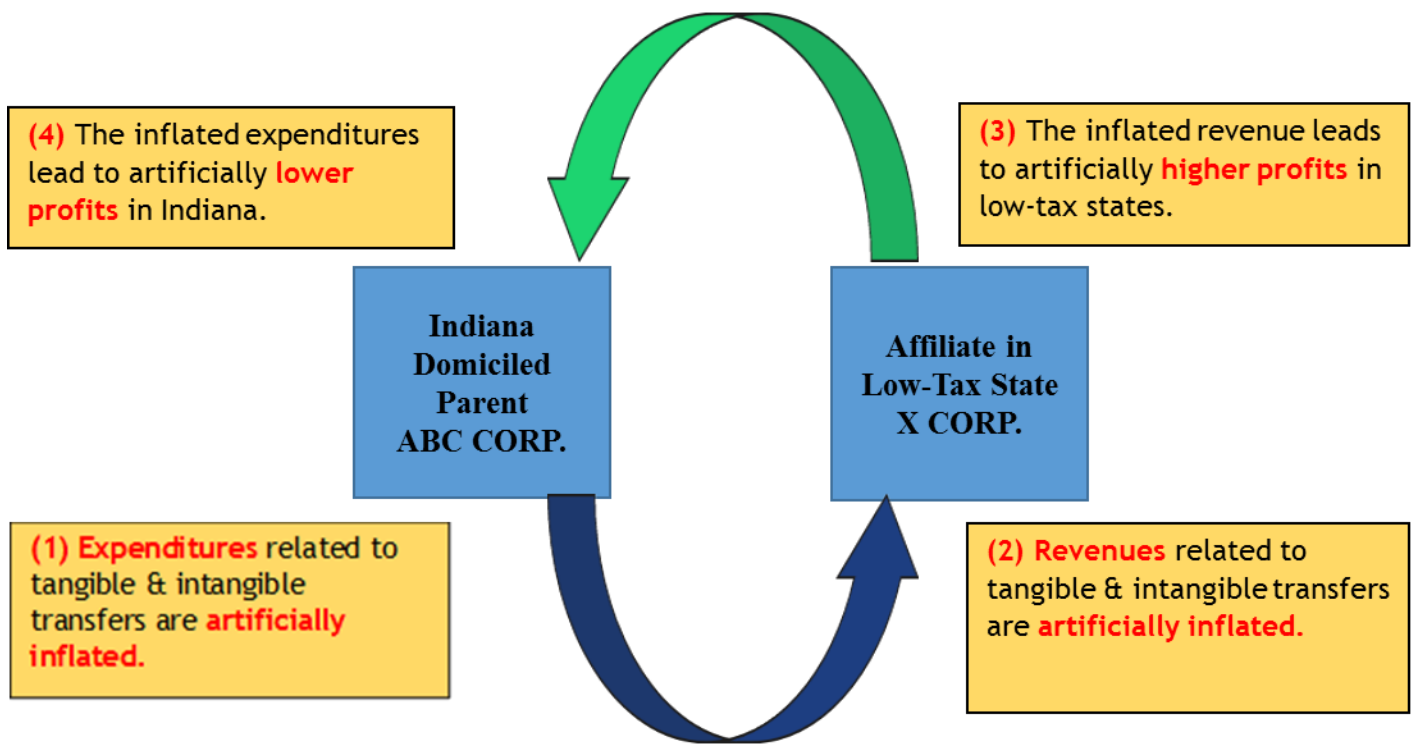 (4) The inflated expenditures
lead to artificially lower
profits in Indiana.
(3) The inflated revenue leads
to artificially higher profits in
low-tax states.
Indiana
Domiciled
Parent
ABC CORP.
Affiliate in
Low-Tax State
X CORP.
(1) Expenditures related to
tangible & intangible
transfers are artificially
inflated.
(2) Revenues related to
tangible & intangible transfers
are artificially inflated.